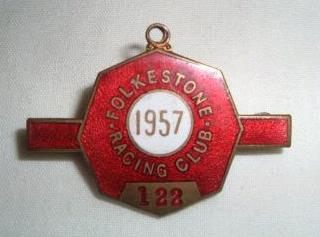 · FOLKESTONE ·
1957
RACING CLUB
122